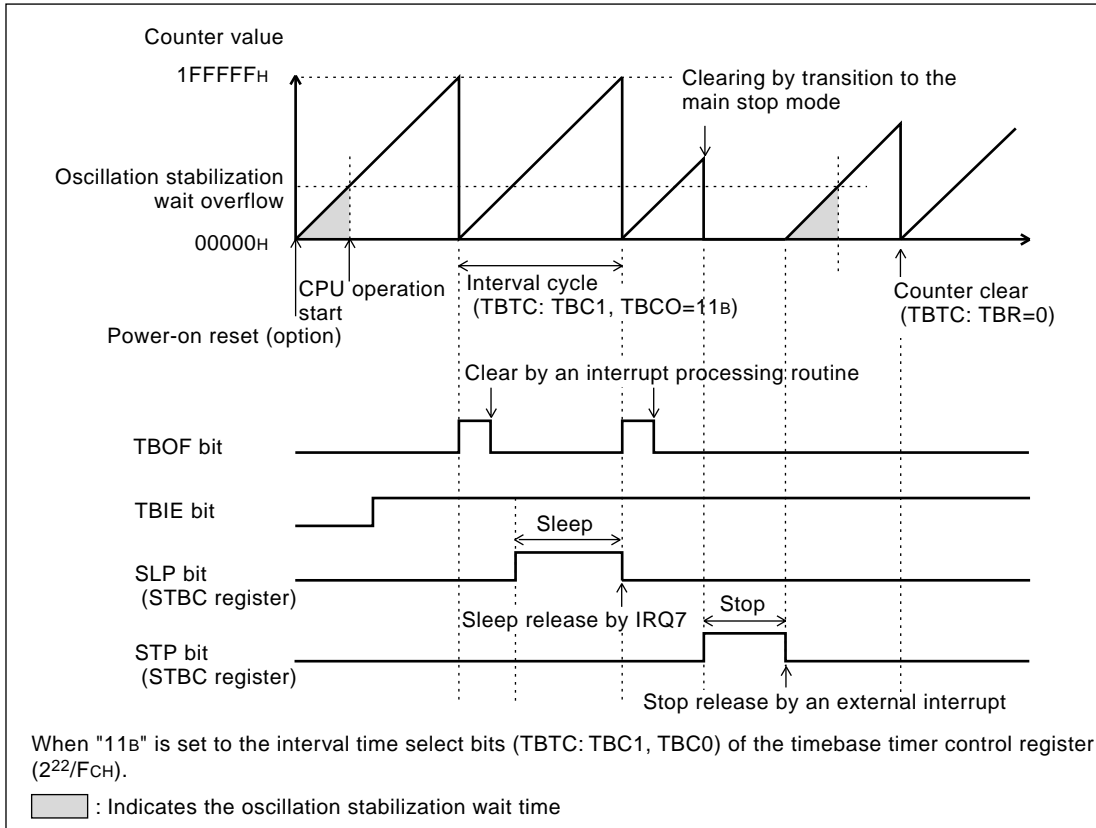 Counter value
1FFFFFH
Clearing by transition to the
main stop mode
Oscillation stabilization
wait overflow
00000H
CPU operation
start
Interval cycle
(TBTC: TBC1, TBCO=11B)
Counter clear
(TBTC: TBR=0)
Power-on reset (option)
Clear by an interrupt processing routine
TBOF bit
TBIE bit
Sleep
SLP bit
(STBC register)
Sleep release by IRQ7
Stop
STP bit
(STBC register)
Stop release by an external interrupt
When "11B" is set to the interval time select bits (TBTC: TBC1, TBC0) of the timebase timer control register
(2²²/FCH).
: Indicates the oscillation stabilization wait time